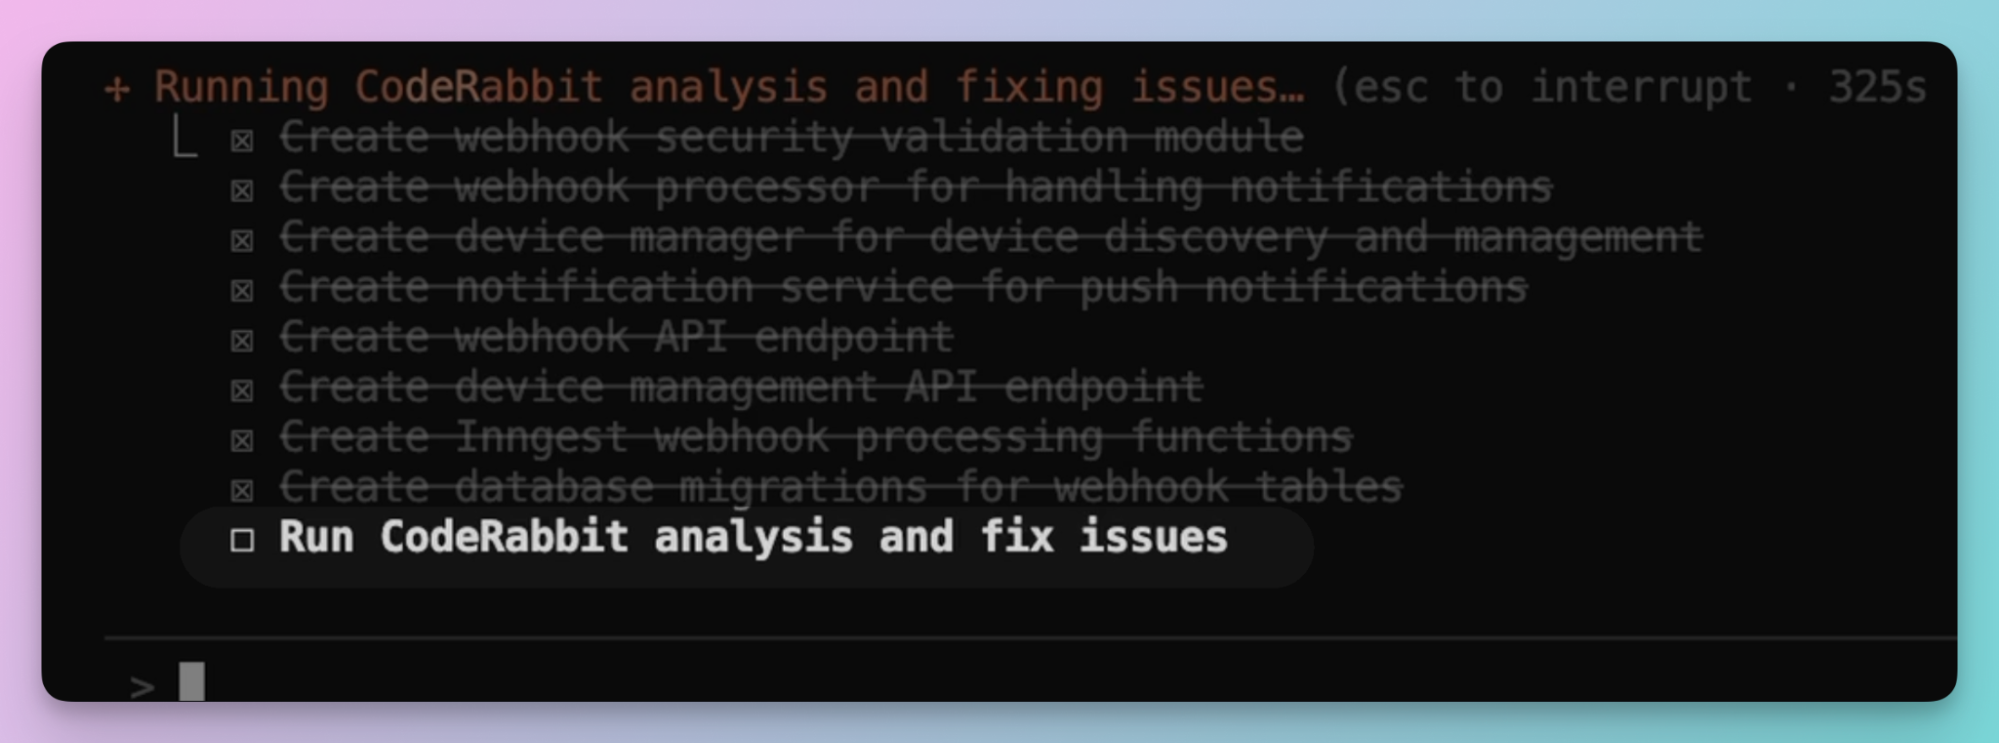 ✢ Running CodeRabbit analysis and fixing issues… (esc to interrupt · 325s
⎿ ☒ Create webhook security validation module
☒ Create webhook processor for handling notifications
☒ Create device manager for device discovery and management
☒ Create notification service for push notifications
☒ Create webhook API endpoint
☒ Create device management API endpoint
☒ Create Inngest webhook processing functions
☒ Create database migrations for webhook tables
☐ Run CodeRabbit analysis and fix issues
>